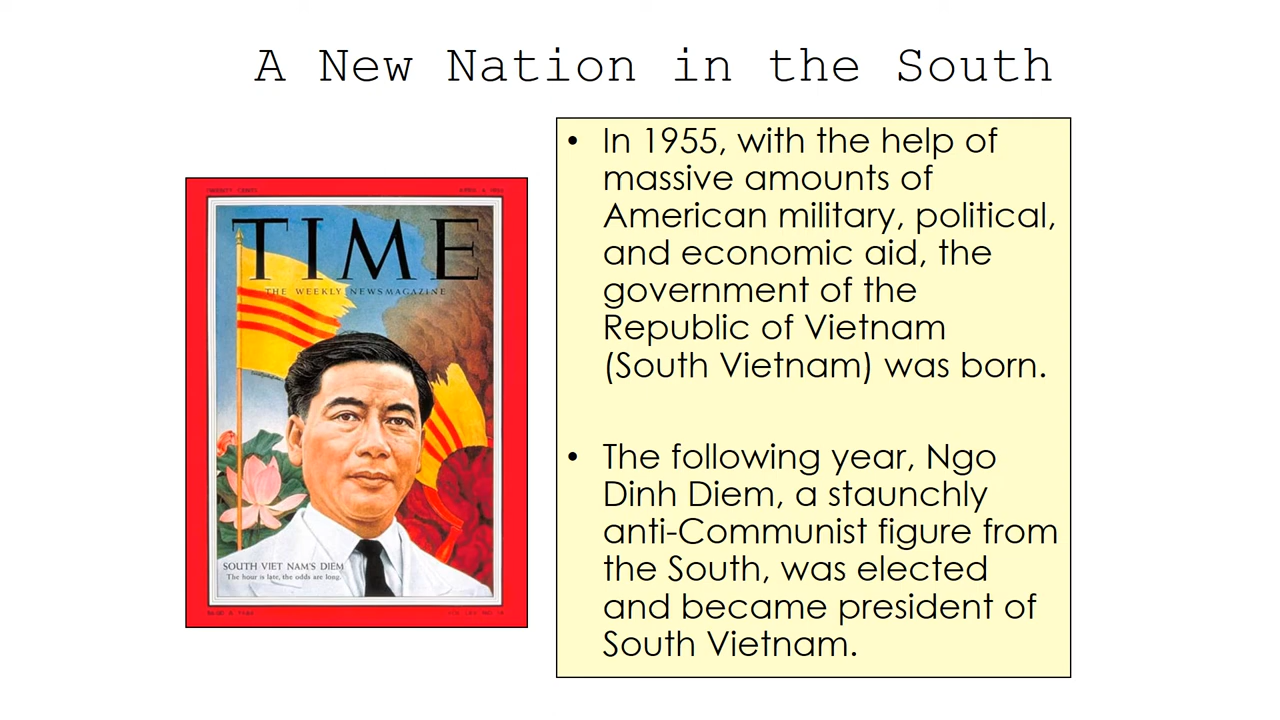 A New Nation in the South
TWENTY CENTS
TIME
THE WEEKLY NEWSMAGAZINE
SOUTH VIET NAM'S DIEM
The hour is late, the odds are long.
• In 1955, with the help of
massive amounts of
American military, political,
and economic aid, the
government of the
Republic of Vietnam
(South Vietnam) was born.
• The following year, Ngo
Dinh Diem, a staunchly
anti-Communist figure from
the South, was elected
and became president of
South Vietnam.